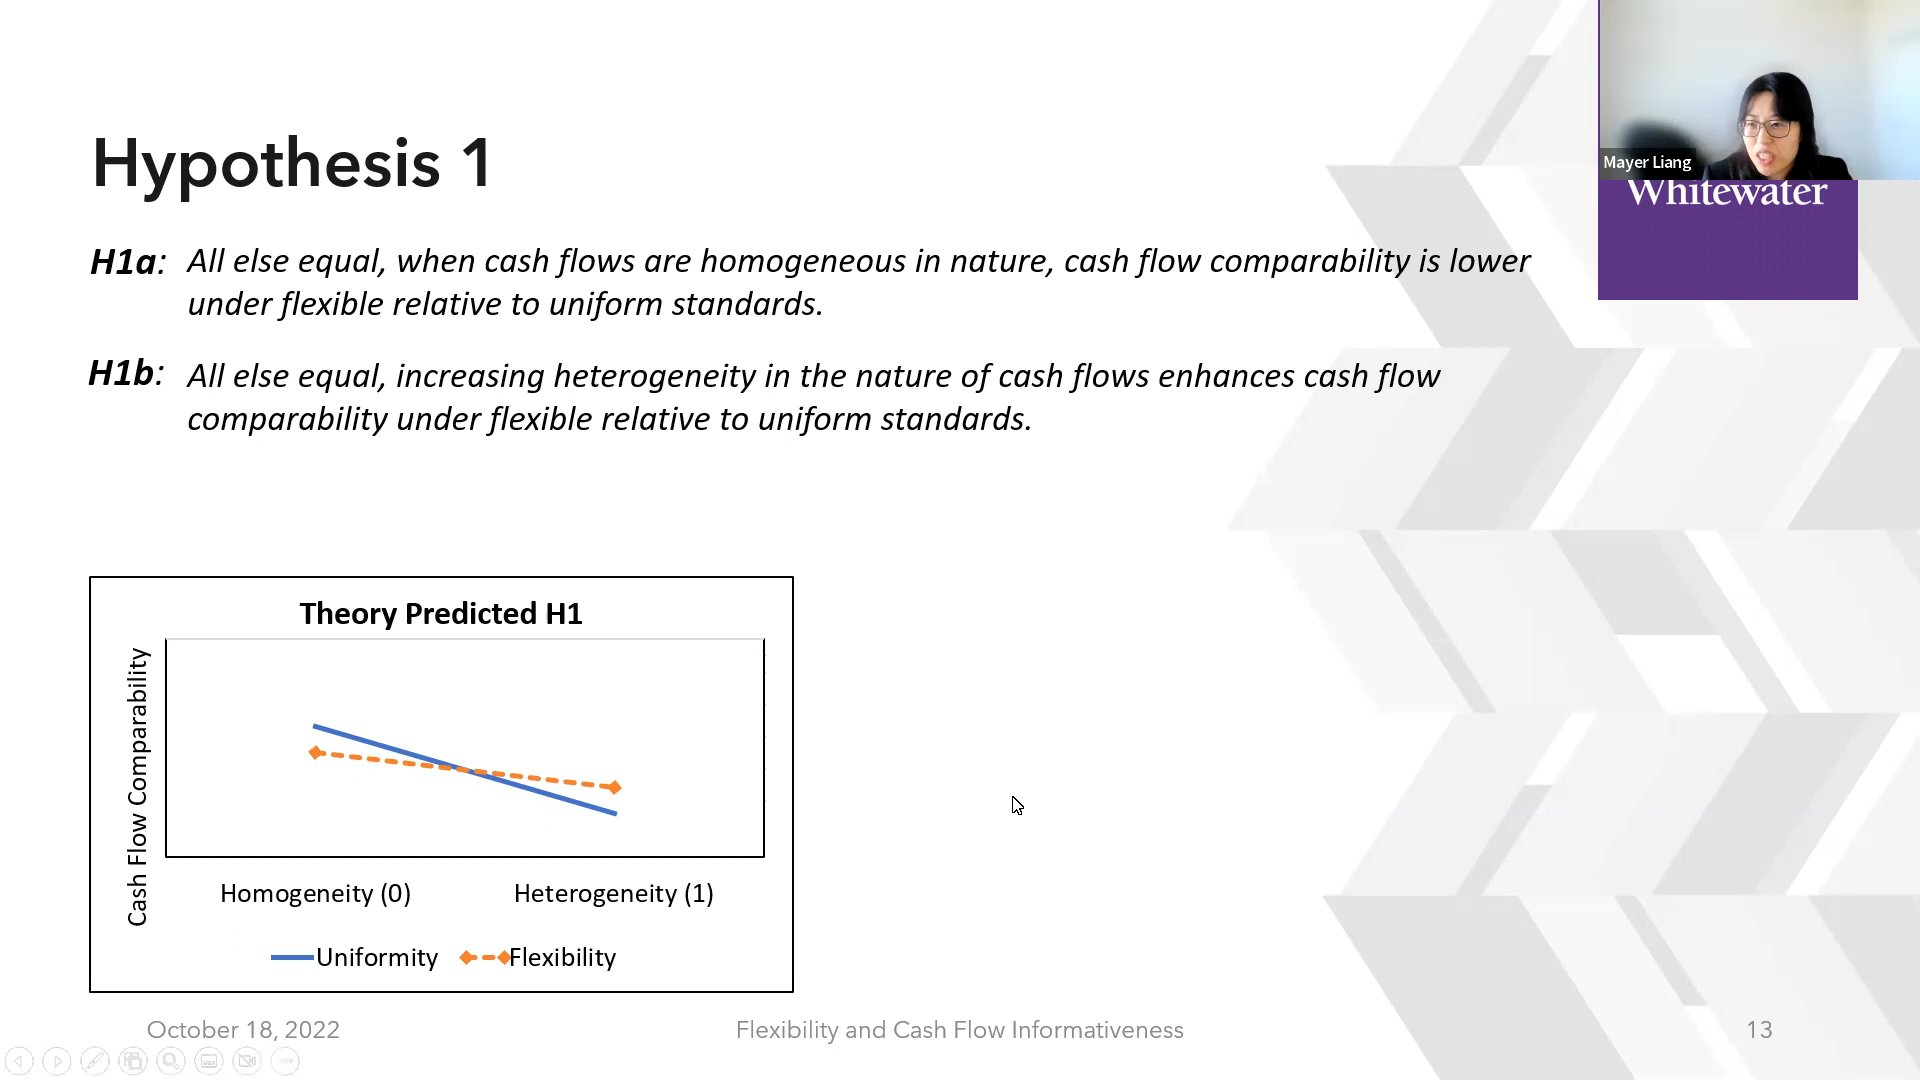 Mayer Liang
Whitewater
Hypothesis 1
H1a: All else equal, when cash flows are homogeneous in nature, cash flow comparability is lower
under flexible relative to uniform standards.
H1b: All else equal, increasing heterogeneity in the nature of cash flows enhances cash flow
comparability under flexible relative to uniform standards.
Theory Predicted H1
Cash Flow Comparability
Homogeneity (0) Heterogeneity (1)
Uniformity Flexibility
October 18, 2022 Flexibility and Cash Flow Informativeness 13